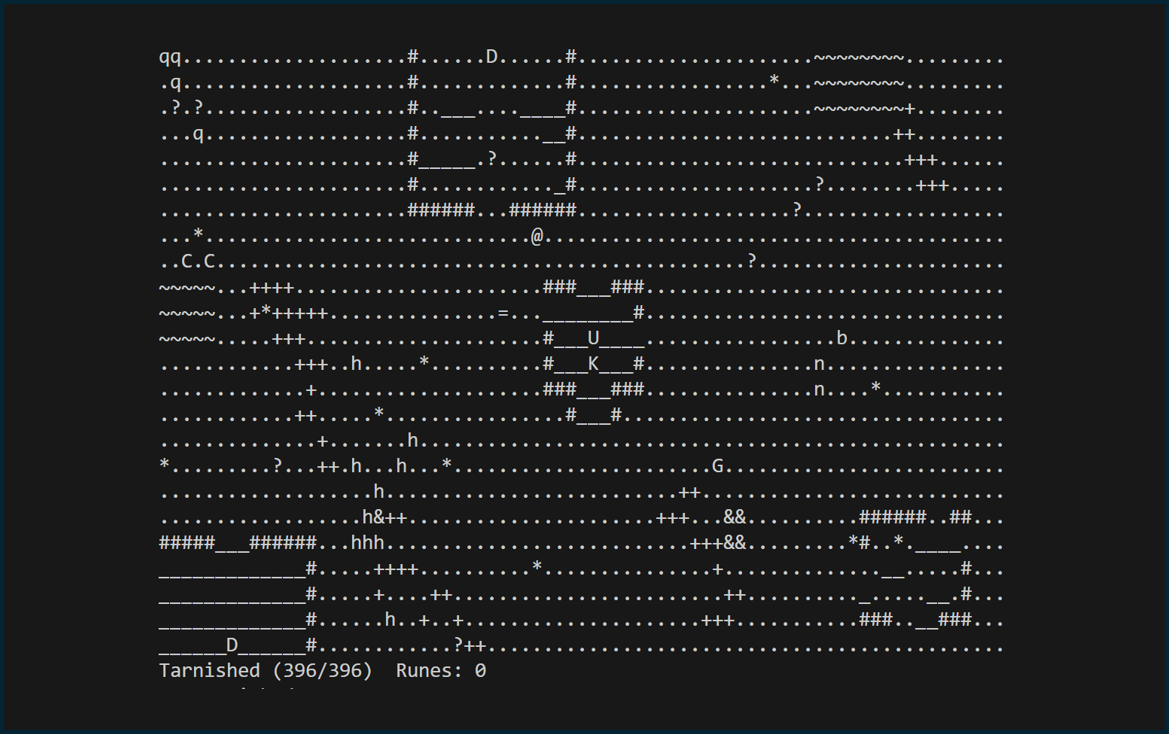 qq....................#......D......#.....................~~~~~~~~.........
.q....................#.............#.................*...~~~~~~~~.........
.?.?..................#..___....____#.....................~~~~~~~~+........
...q..................#...........__#............................++........
......................#_____.?......#.............................+++......
......................#............_#.....................?........+++.....
......................######...######...................?..................
...*.............................@.........................................
..C.C...............................................?......................
~~~~~...++++......................###___###................................
~~~~~...+*+++++...............=...________#................................
~~~~~.....+++.....................#___U____.................b..............
............+++..h.....*..........#___K___#...............n................
.............+....................###___###...............n....*...........
............++.....*................#___#..................................
..............+.......h....................................................
*.........?...++.h...h...*.......................G.........................
...................h..........................++...........................
..................h&++......................+++...&&..........######..##...
#####___######...hhh...........................+++&&.........*#..*.____....
_____________#.....++++..........*...............+..............__.....#...
_____________#.....+....++........................++.........._.....__.#...
_____________#......h..+..+.....................+++...........###..__###...
______D______#............?++..............................................
Tarnished (396/396)  Runes: 0